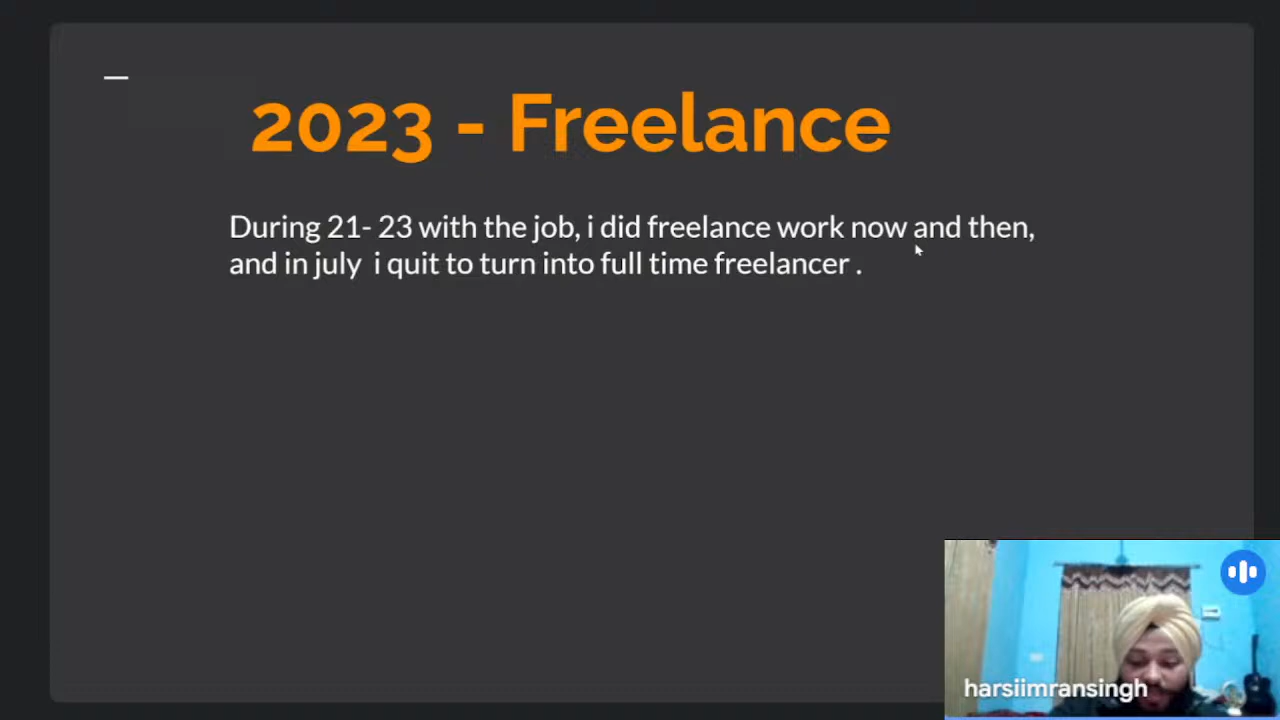 2023 - Freelance
During 21- 23 with the job, i did freelance work now and then,
and in july  i quit to turn into full time freelancer .
harsiimransingh